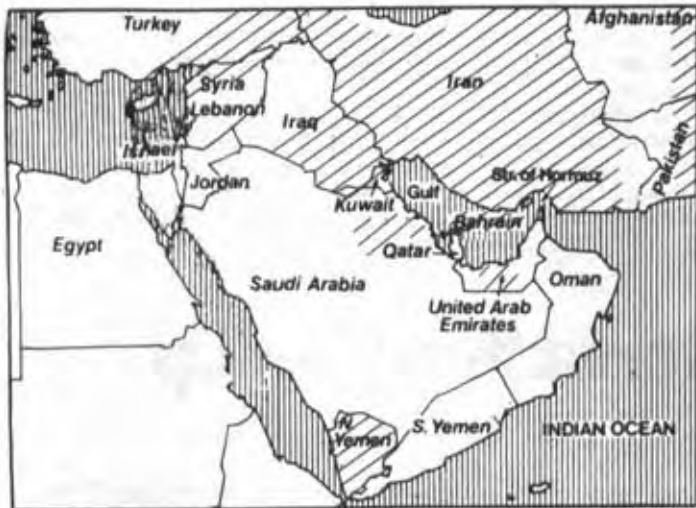 Turkey
Afghanistan
Syria
Lebanon
Iran
Iraq
Israel
Pakistan
Jordan
Kuwait
Gulf
Str. of Hormuz
Bahrain
Egypt
Qatar
Saudi Arabia
Oman
United Arab
Emirates
N.
Yemen
S. Yemen
INDIAN OCEAN